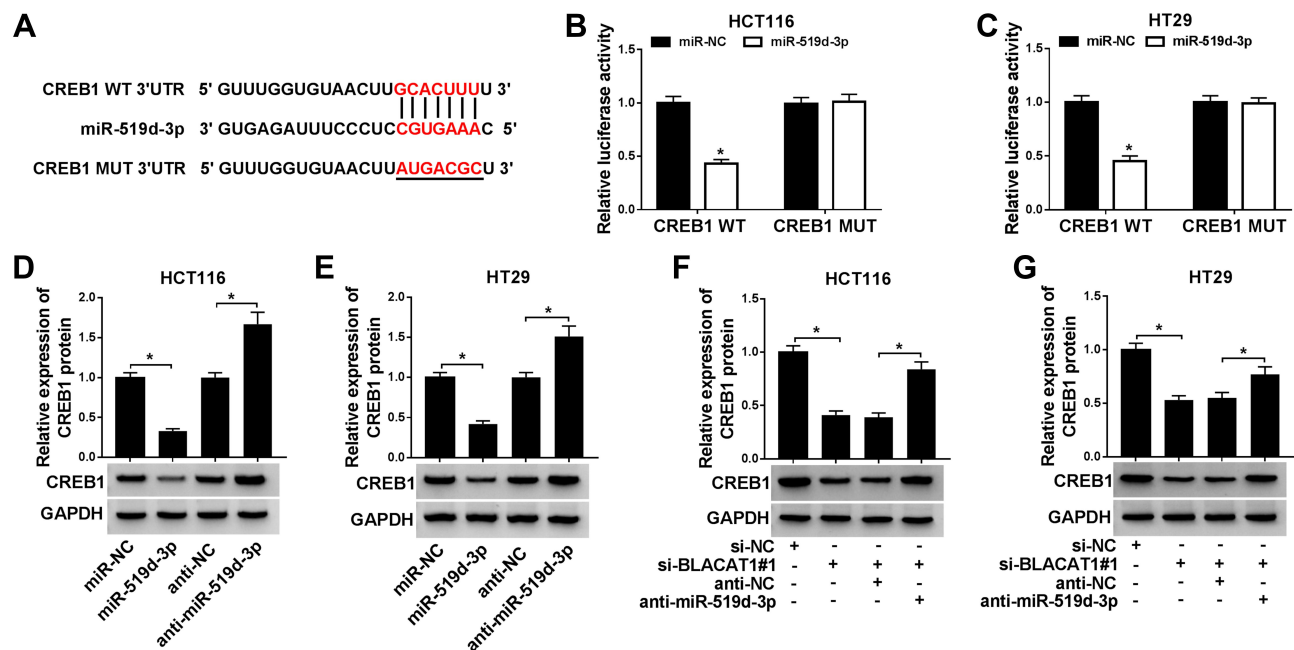 A
CREB1 WT 3'UTR 5' GUUUGGUGUAACUUGCACUUUU 3'
miR-519d-3p 3' GUGAGAUUUCCCUCCGUGAAAC 5'
CREB1 MUT 3'UTR 5' GUUUGGUGUAACUUAUGACGCU 3'
B
HCT116
miR-NC miR-519d-3p
Relative luciferase activity
1.5
1.0
0.5
0.0
*
CREB1 WT CREB1 MUT
C
HT29
miR-NC miR-519d-3p
Relative luciferase activity
1.5
1.0
0.5
0.0
*
CREB1 WT CREB1 MUT
D
HCT116
Relative expression of
CREB1 protein
2.0
1.5
1.0
0.5
0.0
* *
CREB1
GAPDH
miR-NC
miR-519d-3p
anti-NC
anti-miR-519d-3p
E
HT29
Relative expression of
CREB1 protein
2.0
1.5
1.0
0.5
0.0
* *
CREB1
GAPDH
miR-NC
miR-519d-3p
anti-NC
anti-miR-519d-3p
F
HCT116
Relative expression of
CREB1 protein
1.5
1.0
0.5
0.0
* *
CREB1
GAPDH
si-NC + - - -
si-BLACAT1#1 - + + +
anti-NC - - + -
anti-miR-519d-3p - - - +
G
HT29
Relative expression of
CREB1 protein
1.5
1.0
0.5
0.0
* *
CREB1
GAPDH
si-NC + - - -
si-BLACAT1#1 - + + +
anti-NC - - + -
anti-miR-519d-3p - - - +